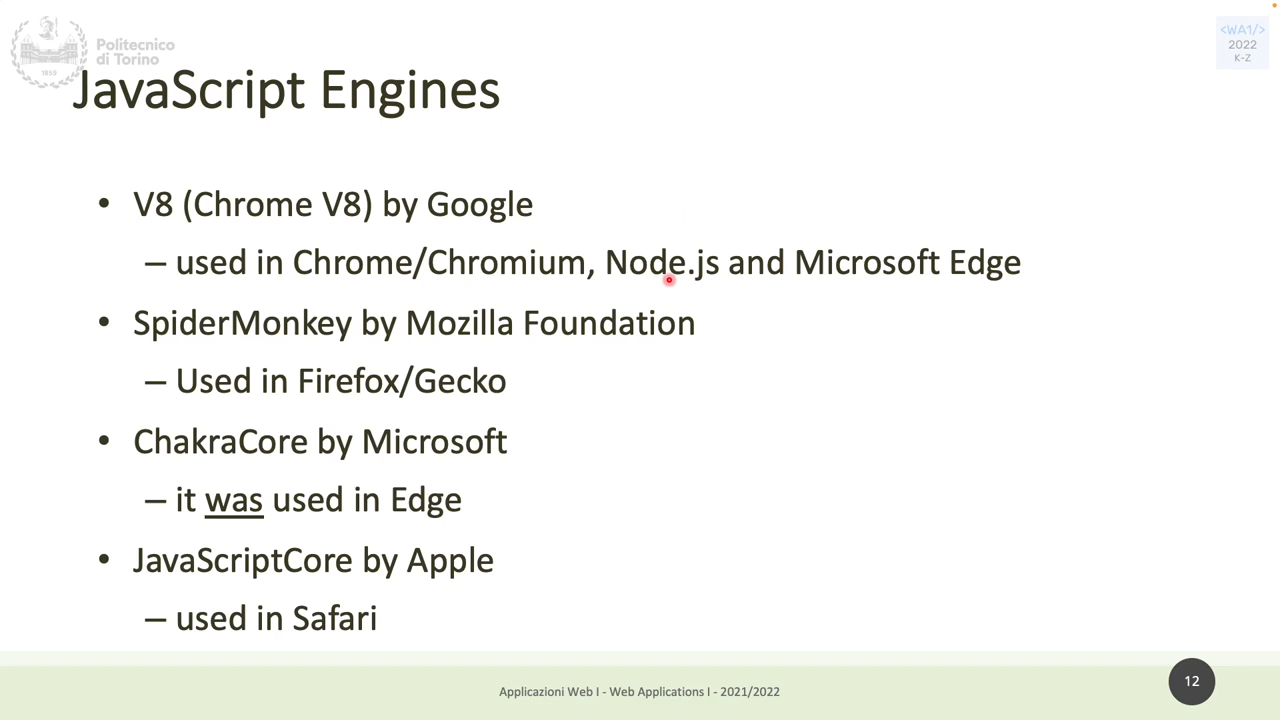 Politecnico
di Torino
1859
<WA1/>
2022
K-Z
JavaScript Engines
• V8 (Chrome V8) by Google
– used in Chrome/Chromium, Node.js and Microsoft Edge
• SpiderMonkey by Mozilla Foundation
– Used in Firefox/Gecko
• ChakraCore by Microsoft
– it was used in Edge
• JavaScriptCore by Apple
– used in Safari
Applicazioni Web I - Web Applications I - 2021/2022
12